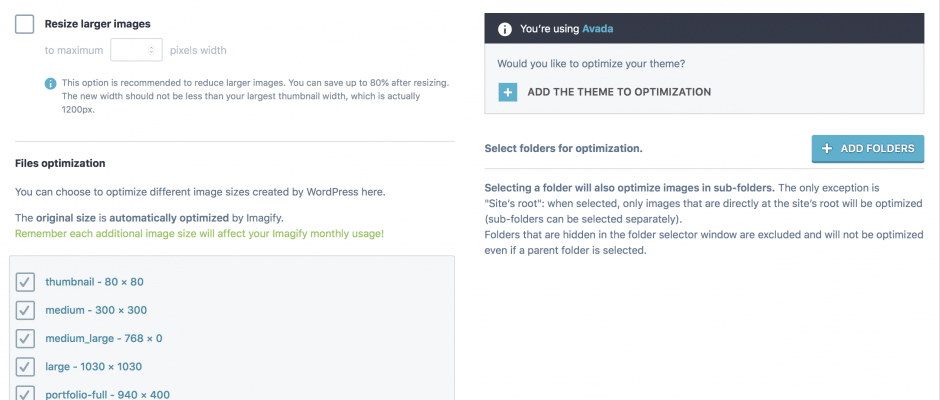 Resize larger images
to maximum pixels width
This option is recommended to reduce larger images. You can save up to 80% after resizing.
The new width should not be less than your largest thumbnail width, which is actually
1200px.
Files optimization
You can choose to optimize different image sizes created by WordPress here.
The original size is automatically optimized by Imagify.
Remember each additional image size will affect your Imagify monthly usage!
thumbnail - 80 × 80
medium - 300 × 300
medium_large - 768 × 0
large - 1030 × 1030
portfolio-full - 940 × 400
You're using Avada
Would you like to optimize your theme?
+ ADD THE THEME TO OPTIMIZATION
Select folders for optimization.
+ ADD FOLDERS
Selecting a folder will also optimize images in sub-folders. The only exception is
"Site's root": when selected, only images that are directly at the site's root will be optimized
(sub-folders can be selected separately).
Folders that are hidden in the folder selector window are excluded and will not be optimized
even if a parent folder is selected.